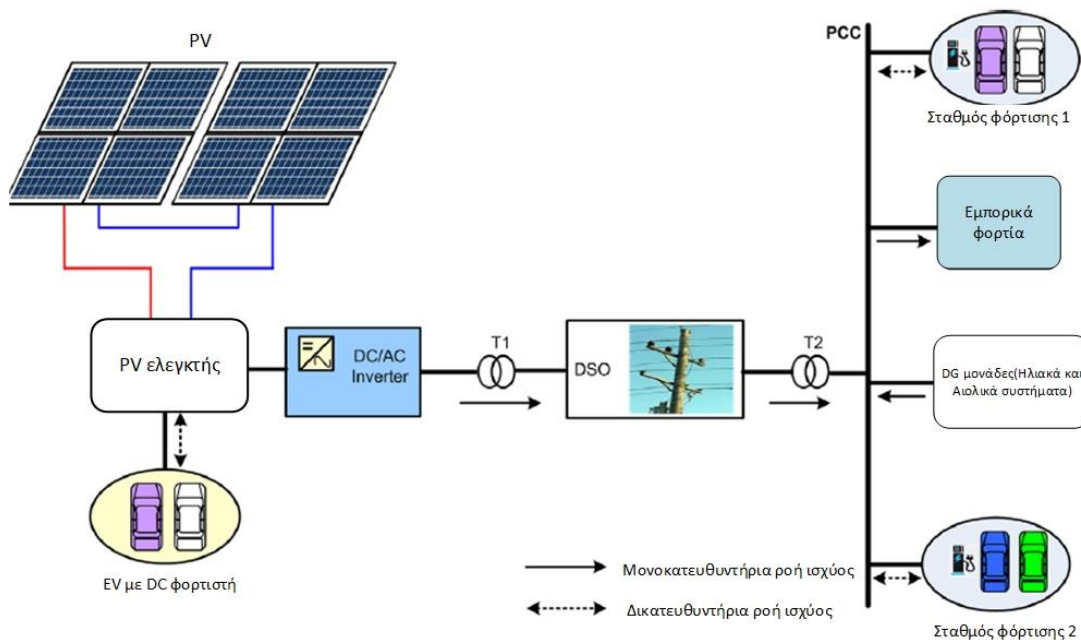 PV
PCC
Σταθμός φόρτισης 1
Εμπορικά
φορτία
PV ελεγκτής
DC/AC
Inverter
T1
DSO
T2
DG μονάδες(Ηλιακά και
Αιολικά συστήματα)
EV με DC φορτιστή
Μονοκατευθυντήρια ροή ισχύος
Δικατευθυντήρια ροή ισχύος
Σταθμός φόρτισης 2